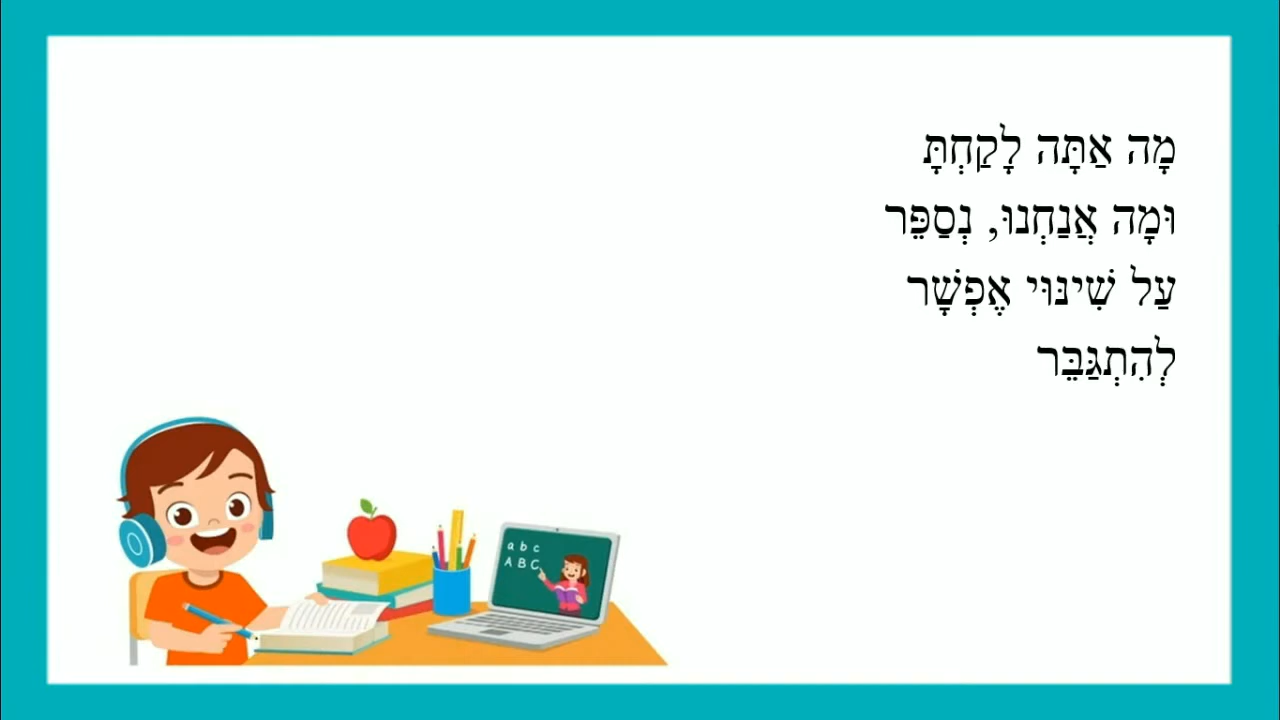 מָה אַתָּה לָקַחְתָּ
וּמָה אֲנַחְנוּ, נְסַפֵּר
עַל שִׁינּוּי אֶפְשָׁר
לְהִתְגַּבֵּר
a b c
A B C